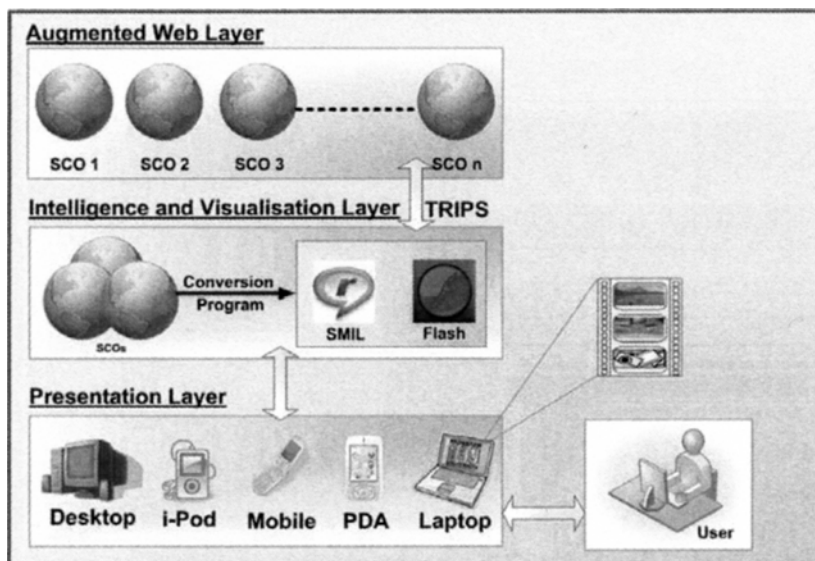 Augmented Web Layer
SCO 1 SCO 2 SCO 3 SCO n
Intelligence and Visualisation Layer TRIPS
Conversion
Program
SCOs
SMIL Flash
Presentation Layer
Desktop i-Pod Mobile PDA Laptop
User